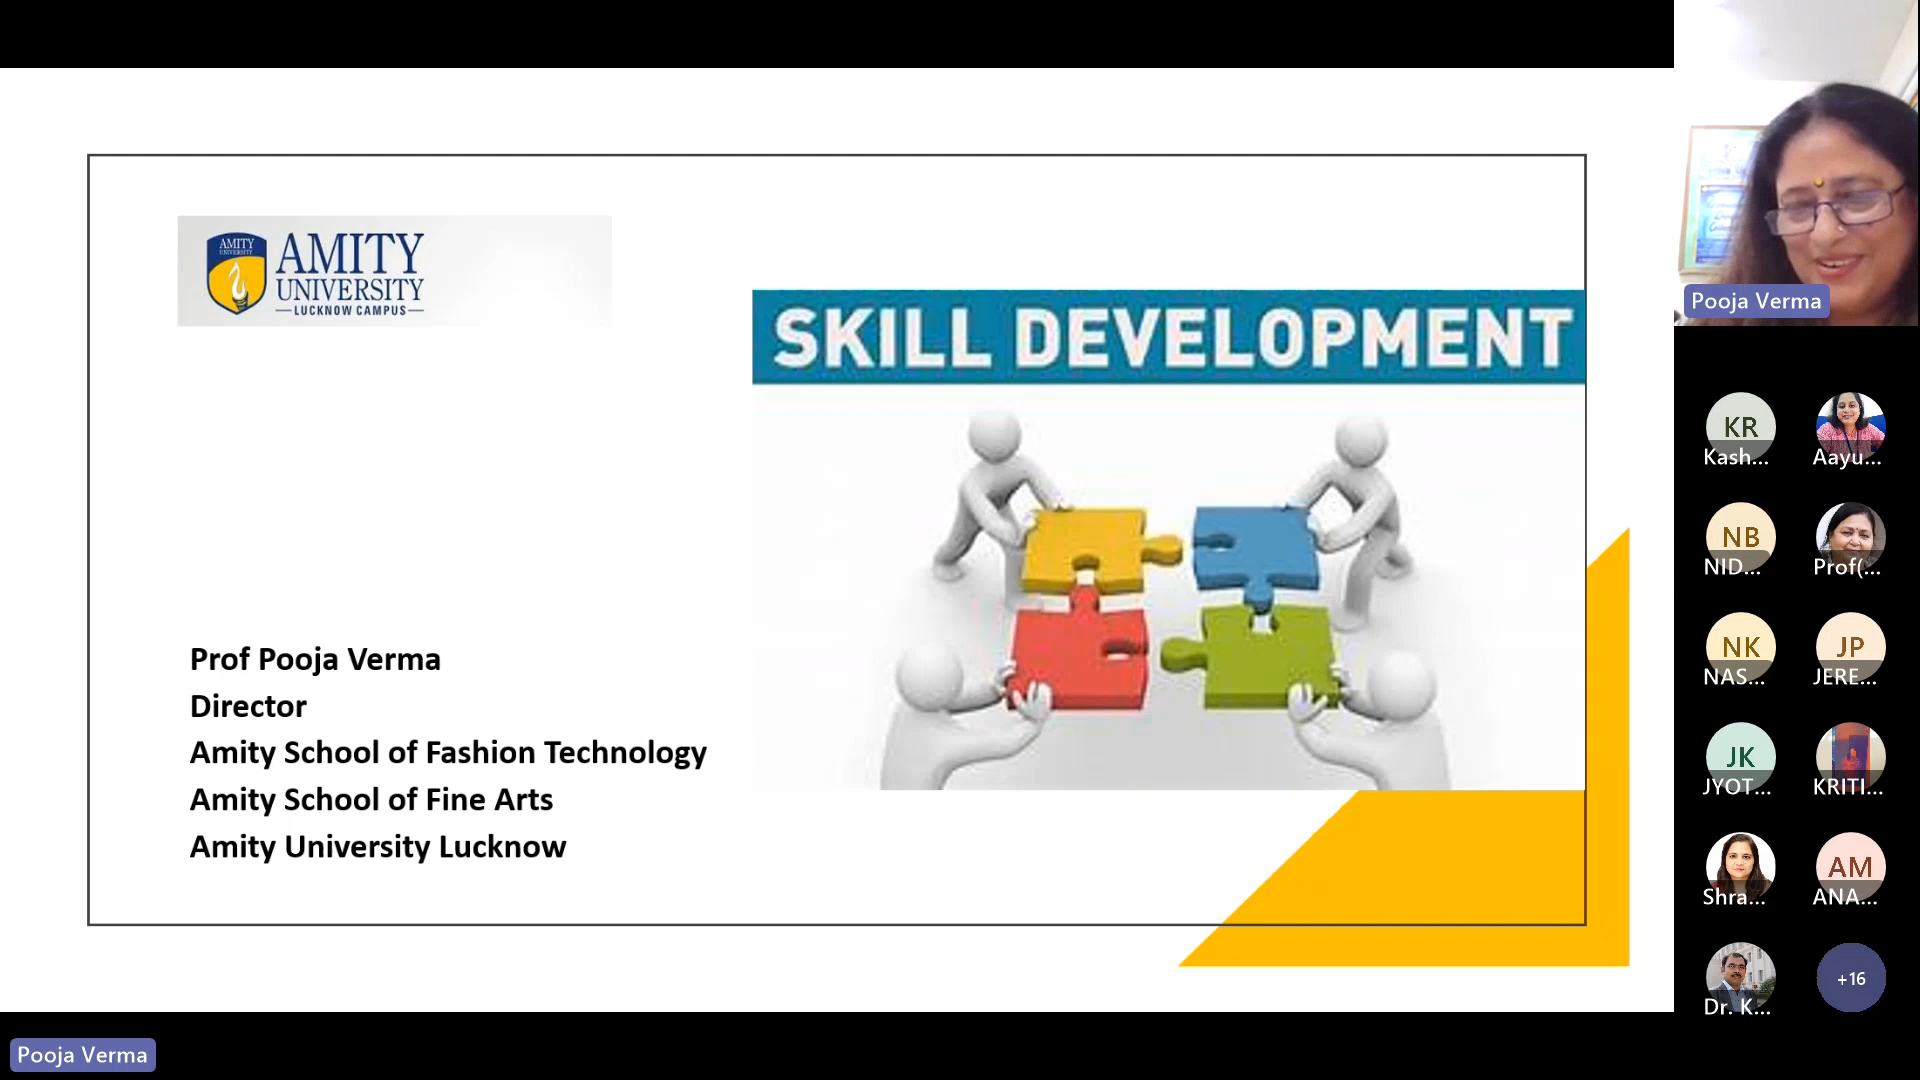 AMITY
UNIVERSITY
AMITY
UNIVERSITY
LUCKNOW CAMPUS
SKILL DEVELOPMENT
Prof Pooja Verma
Director
Amity School of Fashion Technology
Amity School of Fine Arts
Amity University Lucknow
Pooja Verma
KR
Kash...
Aayu...
NB
NID...
Prof(...
NK
NAS...
JP
JERE...
JK
JYOT...
KRITI...
Shra...
AM
ANA...
Dr. K...
+16
Pooja Verma